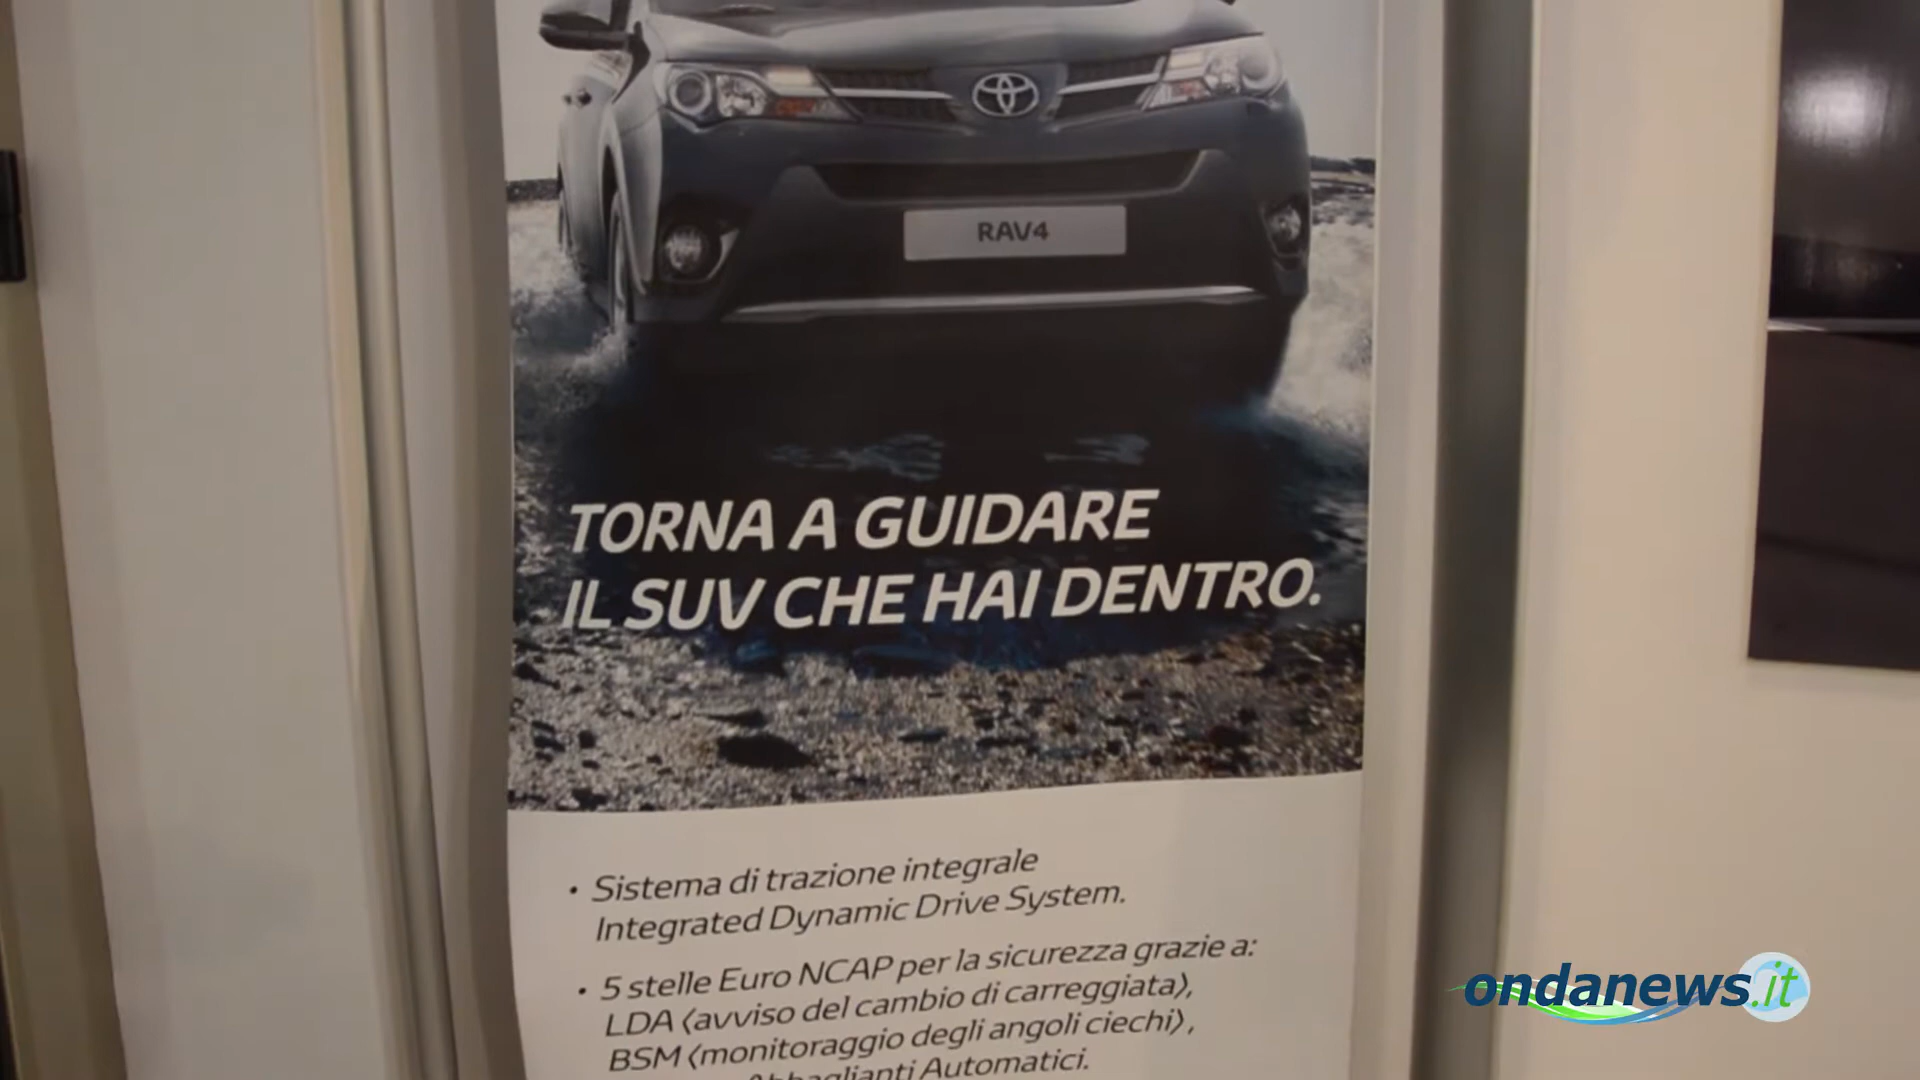 RAV4
TORNA A GUIDARE
IL SUV CHE HAI DENTRO.
• Sistema di trazione integrale
Integrated Dynamic Drive System.
• 5 stelle Euro NCAP per la sicurezza grazie a:
LDA (avviso del cambio di carreggiata),
BSM (monitoraggio degli angoli ciechi),
Abbaglianti Automatici.
ondanews.it